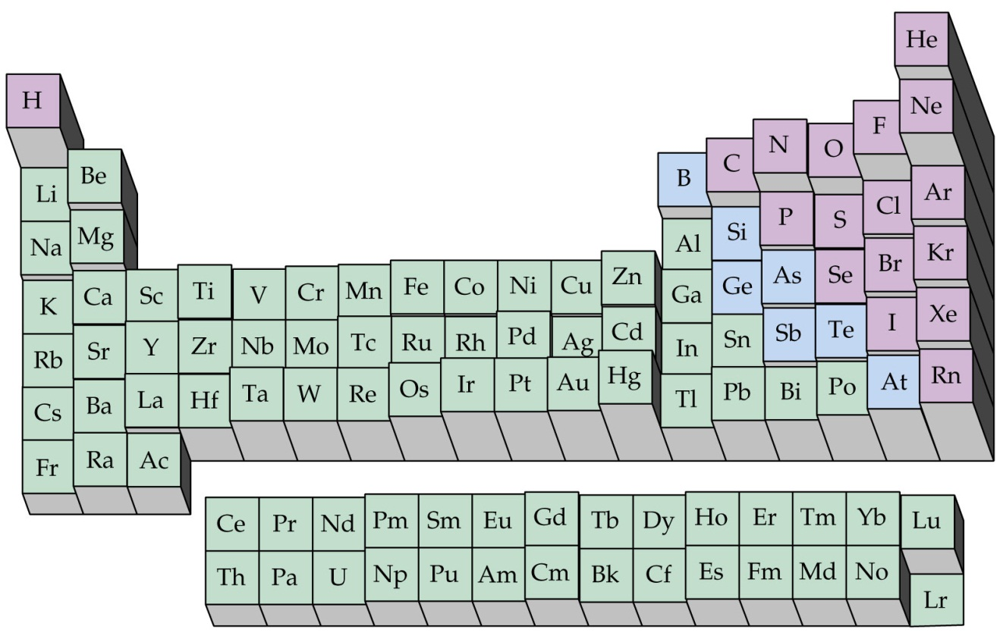 He
H Ne
Li Be B C N O F
Na Mg Al Si P S Cl Ar
K Ca Sc Ti V Cr Mn Fe Co Ni Cu Zn Ga Ge As Se Br Kr
Rb Sr Y Zr Nb Mo Tc Ru Rh Pd Ag Cd In Sn Sb Te I Xe
Cs Ba La Hf Ta W Re Os Ir Pt Au Hg Tl Pb Bi Po At Rn
Fr Ra Ac
Ce Pr Nd Pm Sm Eu Gd Tb Dy Ho Er Tm Yb Lu
Th Pa U Np Pu Am Cm Bk Cf Es Fm Md No Lr